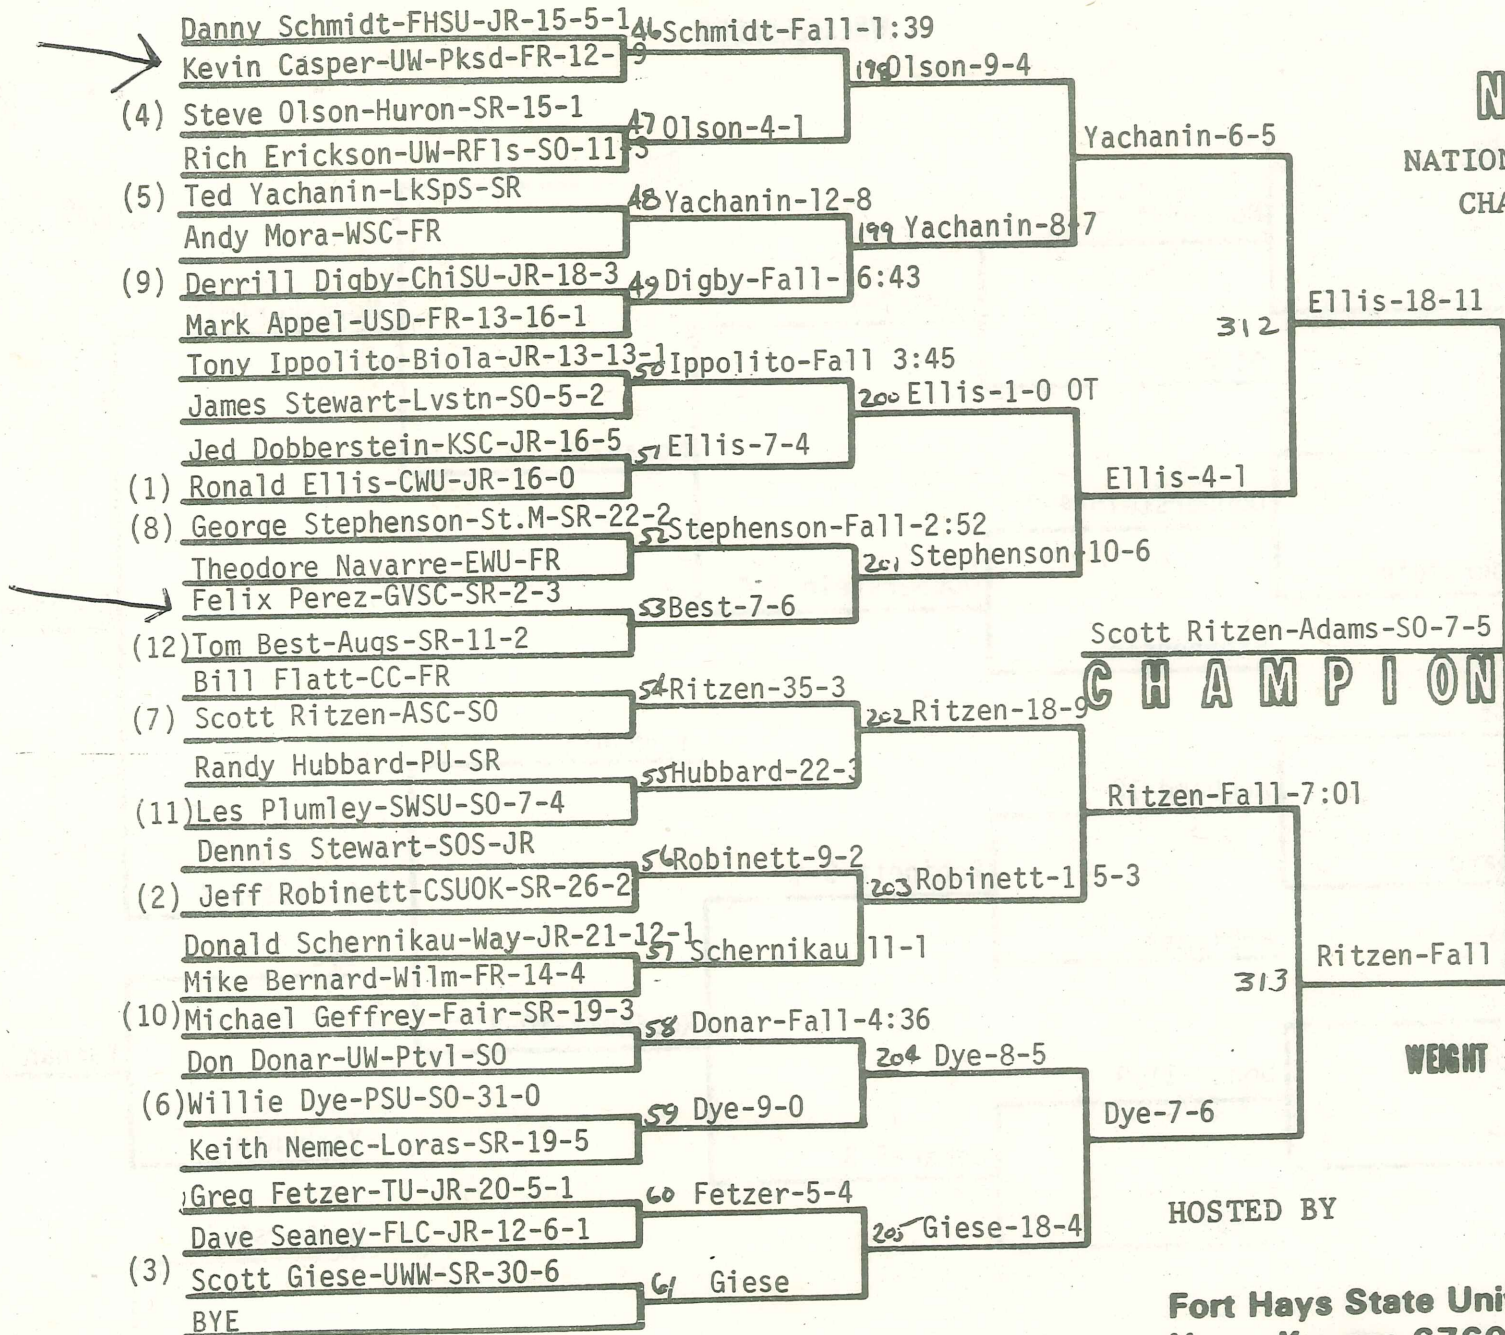 Danny Schmidt-FHSU-JR-15-5-1
46 Schmidt-Fall-1:39
Kevin Casper-UW-Pksd-FR-12-19
198 Olson-9-4
(4) Steve Olson-Huron-SR-15-1
47 Olson-4-1
Rich Erickson-UW-RFls-SO-11-3
Yachanin-6-5
N
NATION
CHA
(5) Ted Yachanin-LkSpS-SR
48 Yachanin-12-8
Andy Mora-WSC-FR
199 Yachanin-8-7
(9) Derrill Digby-ChiSU-JR-18-3
49 Digby-Fall-6:43
Mark Appel-USD-FR-13-16-1
Ellis-18-11
312
Tony Ippolito-Biola-JR-13-13-1
50 Ippolito-Fall 3:45
James Stewart-Lvstn-SO-5-2
200 Ellis-1-0 OT
Jed Dobberstein-KSC-JR-16-5
51 Ellis-7-4
(1) Ronald Ellis-CWU-JR-16-0
Ellis-4-1
(8) George Stephenson-St.M-SR-22-2
52 Stephenson-Fall-2:52
Theodore Navarre-EWU-FR
201 Stephenson 10-6
Felix Perez-GVSC-SR-2-3
53 Best-7-6
(12) Tom Best-Augs-SR-11-2
Scott Ritzen-Adams-SO-7-5
CHAMPION
Bill Flatt-CC-FR
54 Ritzen-35-3
(7) Scott Ritzen-ASC-SO
202 Ritzen-18-9
Randy Hubbard-PU-SR
55 Hubbard-22-3
(11) Les Plumley-SWSU-SO-7-4
Ritzen-Fall-7:01
Dennis Stewart-SOS-JR
56 Robinett-9-2
(2) Jeff Robinett-CSUOK-SR-26-2
203 Robinett-15-3
Donald Schernikau-Way-JR-21-12-1
57 Schernikau 11-1
Mike Bernard-Wilm-FR-14-4
Ritzen-Fall
313
(10) Michael Geffrey-Fair-SR-19-3
58 Donar-Fall-4:36
Don Donar-UW-Ptvl-SO
204 Dye-8-5
WEIGHT
(6) Willie Dye-PSU-SO-31-0
59 Dye-9-0
Keith Nemec-Loras-SR-19-5
Dye-7-6
Greg Fetzer-TU-JR-20-5-1
60 Fetzer-5-4
Dave Seaney-FLC-JR-12-6-1
205 Giese-18-4
HOSTED BY
(3) Scott Giese-UWW-SR-30-6
61 Giese
BYE
Fort Hays State Uni